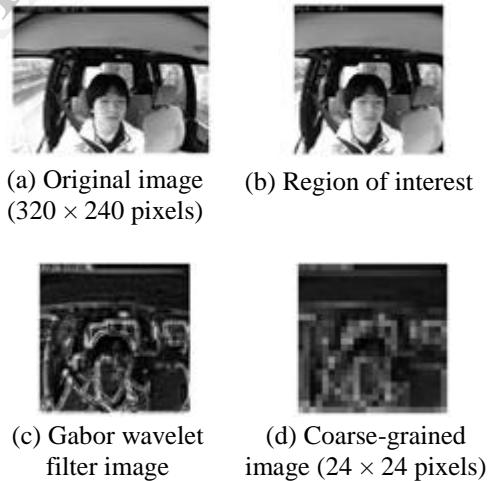 (a) Original image
(320 × 240 pixels)
(b) Region of interest
(c) Gabor wavelet
filter image
(d) Coarse-grained
image (24 × 24 pixels)